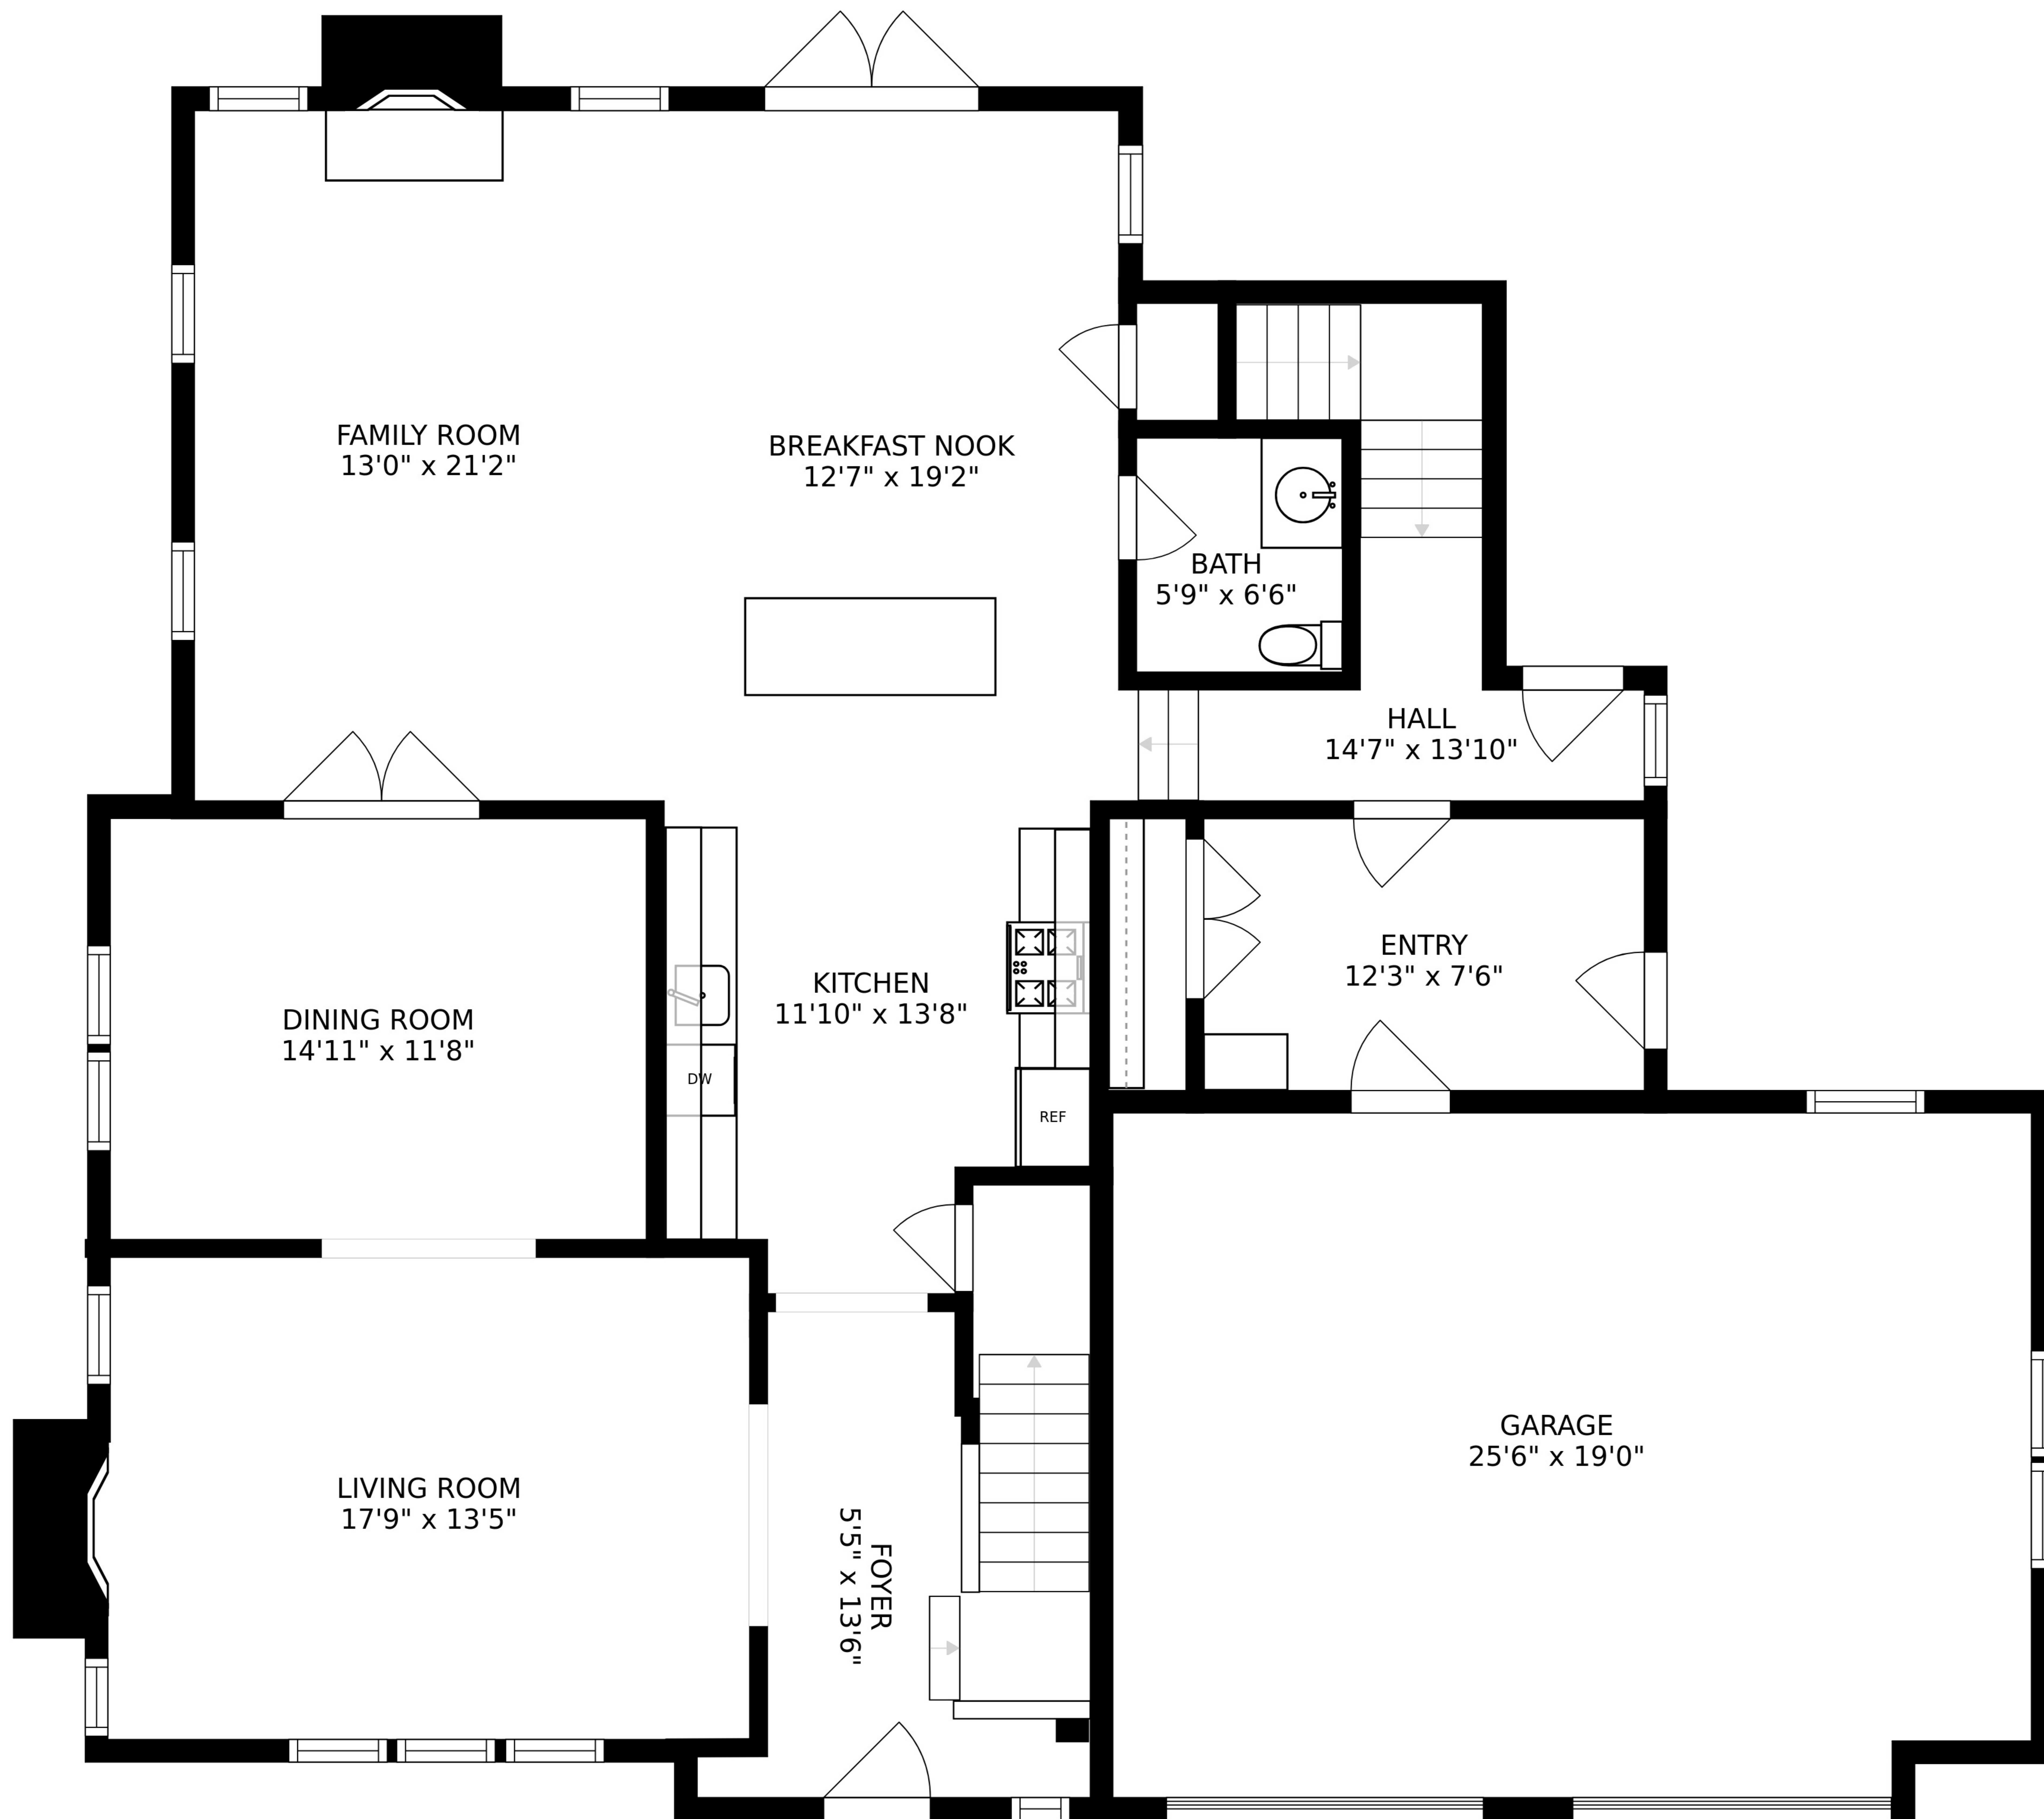 FAMILY ROOM
13'0" x 21'2"
BREAKFAST NOOK
12'7" x 19'2"
BATH
5'9" x 6'6"
HALL
14'7" x 13'10"
ENTRY
12'3" x 7'6"
KITCHEN
11'10" x 13'8"
DINING ROOM
14'11" x 11'8"
DW
REF
GARAGE
25'6" x 19'0"
LIVING ROOM
17'9" x 13'5"
FOYER
5'5" x 13'6"